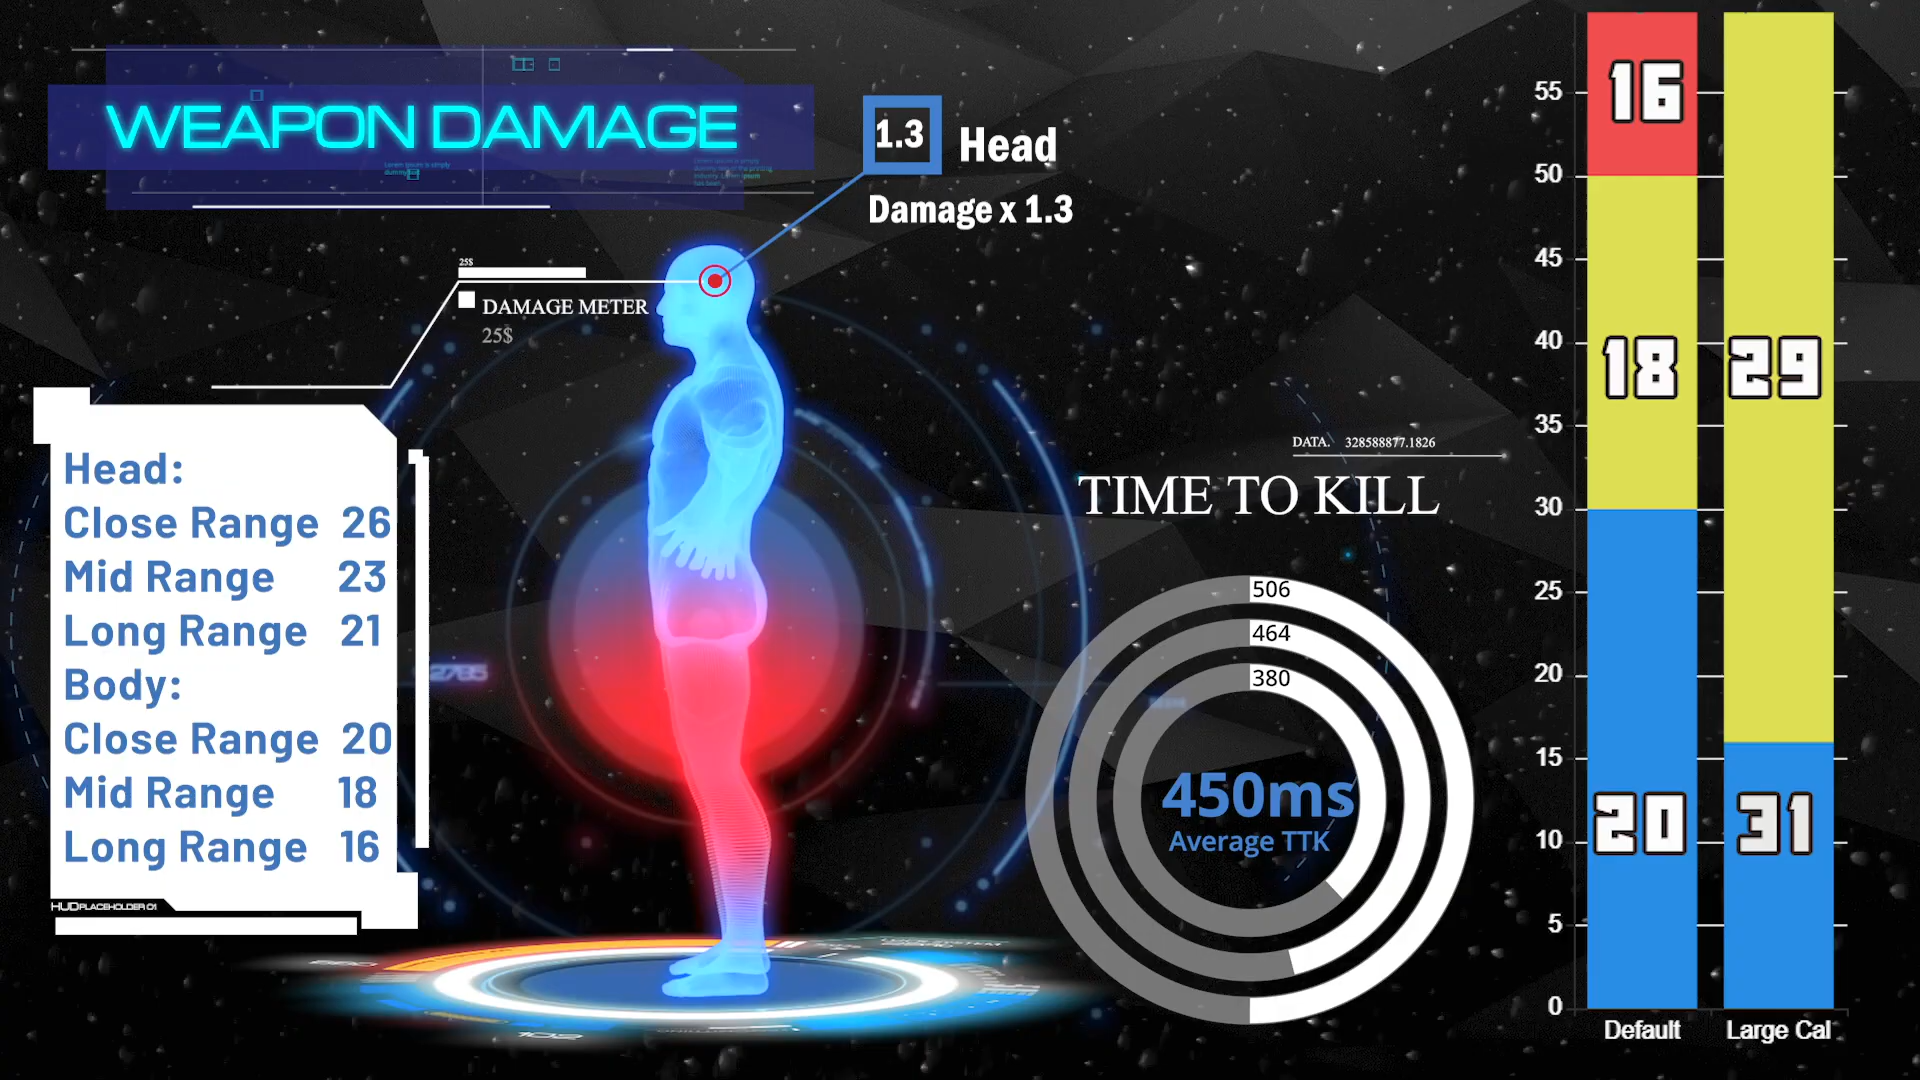 WEAPON DAMAGE
1.3 Head
Damage x 1.3
25$
DAMAGE METER
25$
Head:
Close Range 26
Mid Range 23
Long Range 21
Body:
Close Range 20
Mid Range 18
Long Range 16
HUD PLACEHOLDER 01
DATA. 328588877.1826
TIME TO KILL
506
464
380
450ms
Average TTK
55
50
45
40
35
30
25
20
15
10
5
0
16
18
20
29
31
Default
Large Cal